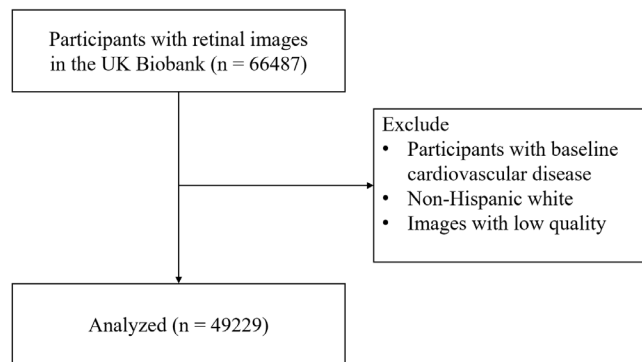 Participants with retinal images
in the UK Biobank (n = 66487)
Exclude
• Participants with baseline
cardiovascular disease
• Non-Hispanic white
• Images with low quality
Analyzed (n = 49229)